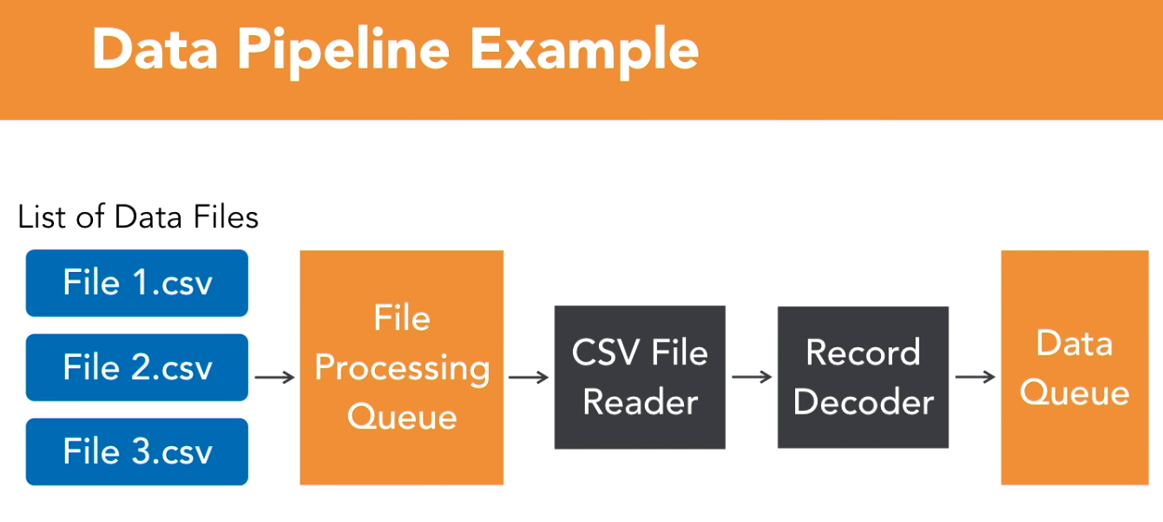 Data Pipeline Example
List of Data Files
File 1.csv
File 2.csv
File 3.csv
File
Processing
Queue
CSV File
Reader
Record
Decoder
Data
Queue